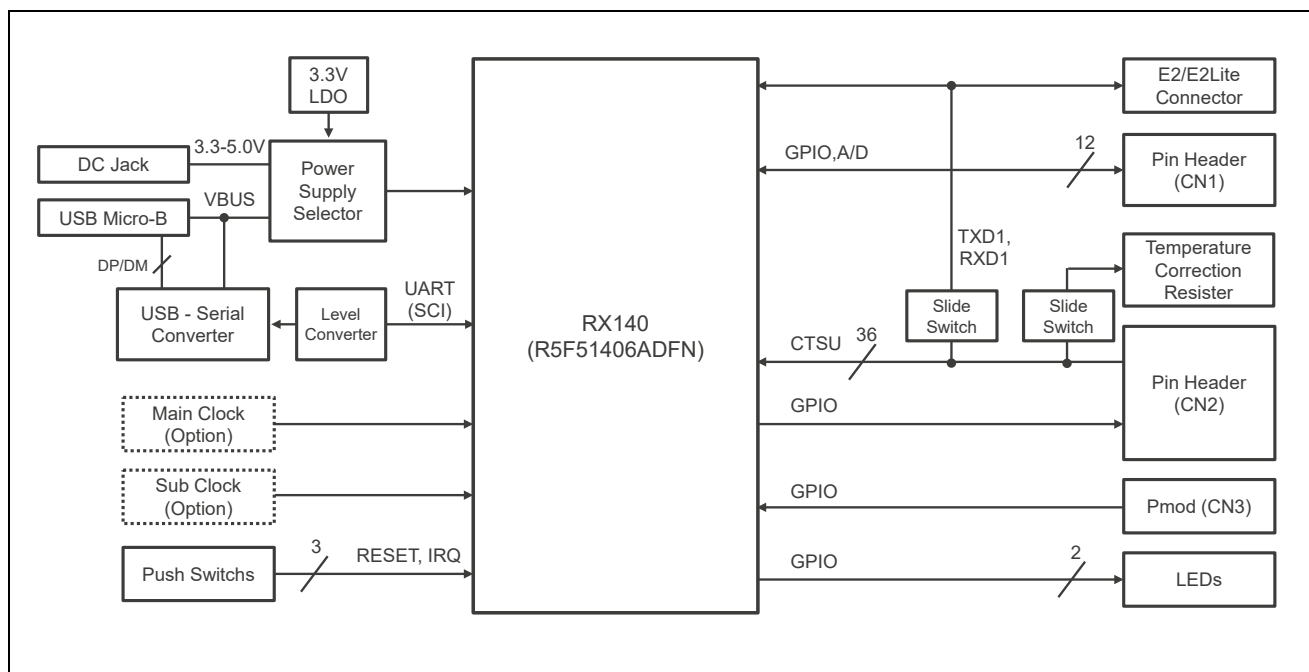 3.3V
LDO
DC Jack
3.3-5.0V
Power
Supply
Selector
USB Micro-B
VBUS
DP/DM
USB - Serial
Converter
Level
Converter
UART
(SCI)
Main Clock
(Option)
Sub Clock
(Option)
Push Switchs
3
RESET, IRQ
RX140
(R5F51406ADFN)
E2/E2Lite
Connector
GPIO,A/D
12
Pin Header
(CN1)
TXD1,
RXD1
Temperature
Correction
Resister
Slide
Switch
Slide
Switch
CTSU
36
Pin Header
(CN2)
GPIO
GPIO
Pmod (CN3)
GPIO
2
LEDs